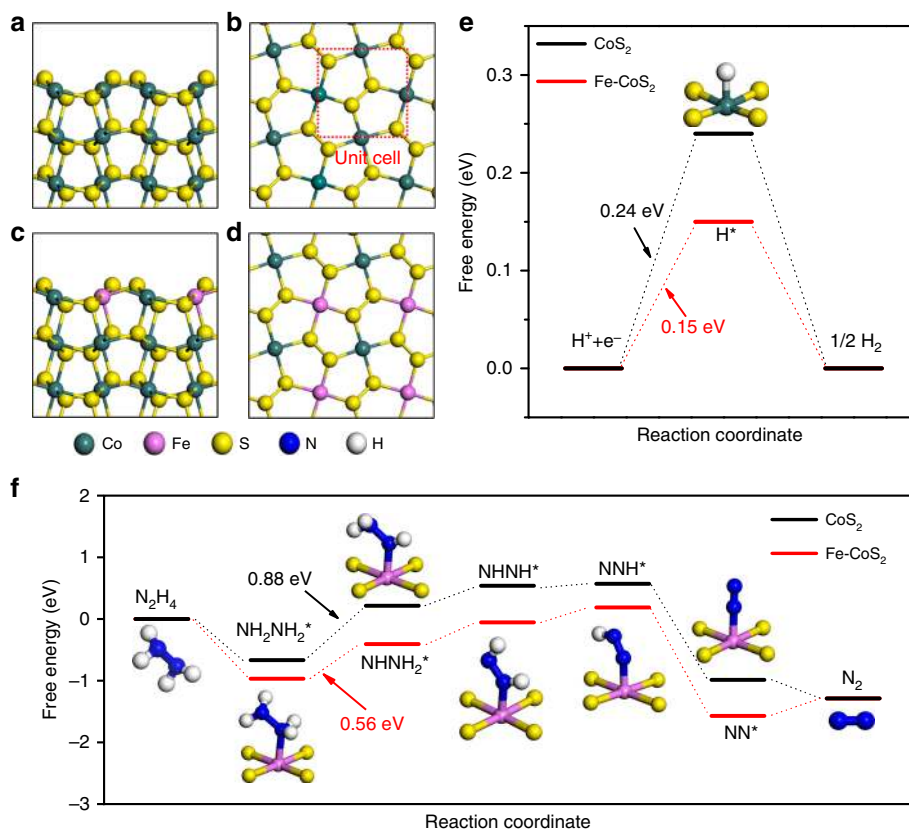 a
b
Unit cell
c
d
Co Fe S N H
e
CoS₂
Fe-CoS₂
0.3
0.2
0.1
0.0
Free energy (eV)
0.24 eV
H*
0.15 eV
H⁺+e⁻
1/2 H₂
Reaction coordinate
f
CoS₂
Fe-CoS₂
2
1
0
−1
−2
−3
Free energy (eV)
N₂H₄
NH₂NH₂*
0.88 eV
0.56 eV
NHNH₂*
NHNH*
NNH*
NN*
N₂
Reaction coordinate